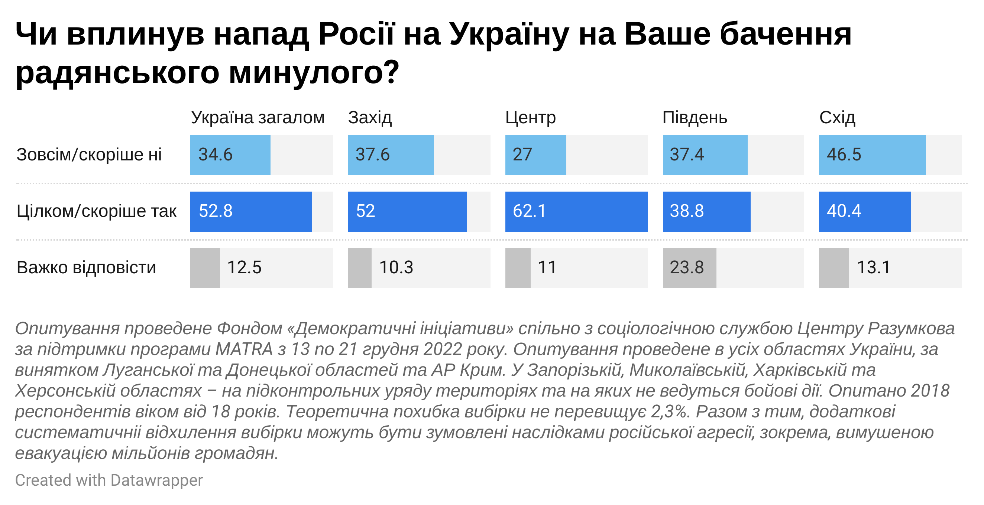 Чи вплинув напад Росії на Україну на Ваше бачення
радянського минулого?
Україна загалом Захід Центр Південь Схід
Зовсім/скоріше ні 34.6 37.6 27 37.4 46.5
Цілком/скоріше так 52.8 52 62.1 38.8 40.4
Важко відповісти 12.5 10.3 11 23.8 13.1
Опитування проведене Фондом «Демократичні ініціативи» спільно з соціологічною службою Центру Разумкова
за підтримки програми MATRA з 13 по 21 грудня 2022 року. Опитування проведене в усіх областях України, за
винятком Луганської та Донецької областей та АР Крим. У Запорізькій, Миколаївській, Харківській та
Херсонській областях – на підконтрольних уряду територіях та на яких не ведуться бойові дії. Опитано 2018
респондентів віком від 18 років. Теоретична похибка вибірки не перевищує 2,3%. Разом з тим, додаткові
систематичніі відхилення вибірки можуть бути зумовлені наслідками російської агресії, зокрема, вимушеною
евакуацією мільйонів громадян.
Created with Datawrapper